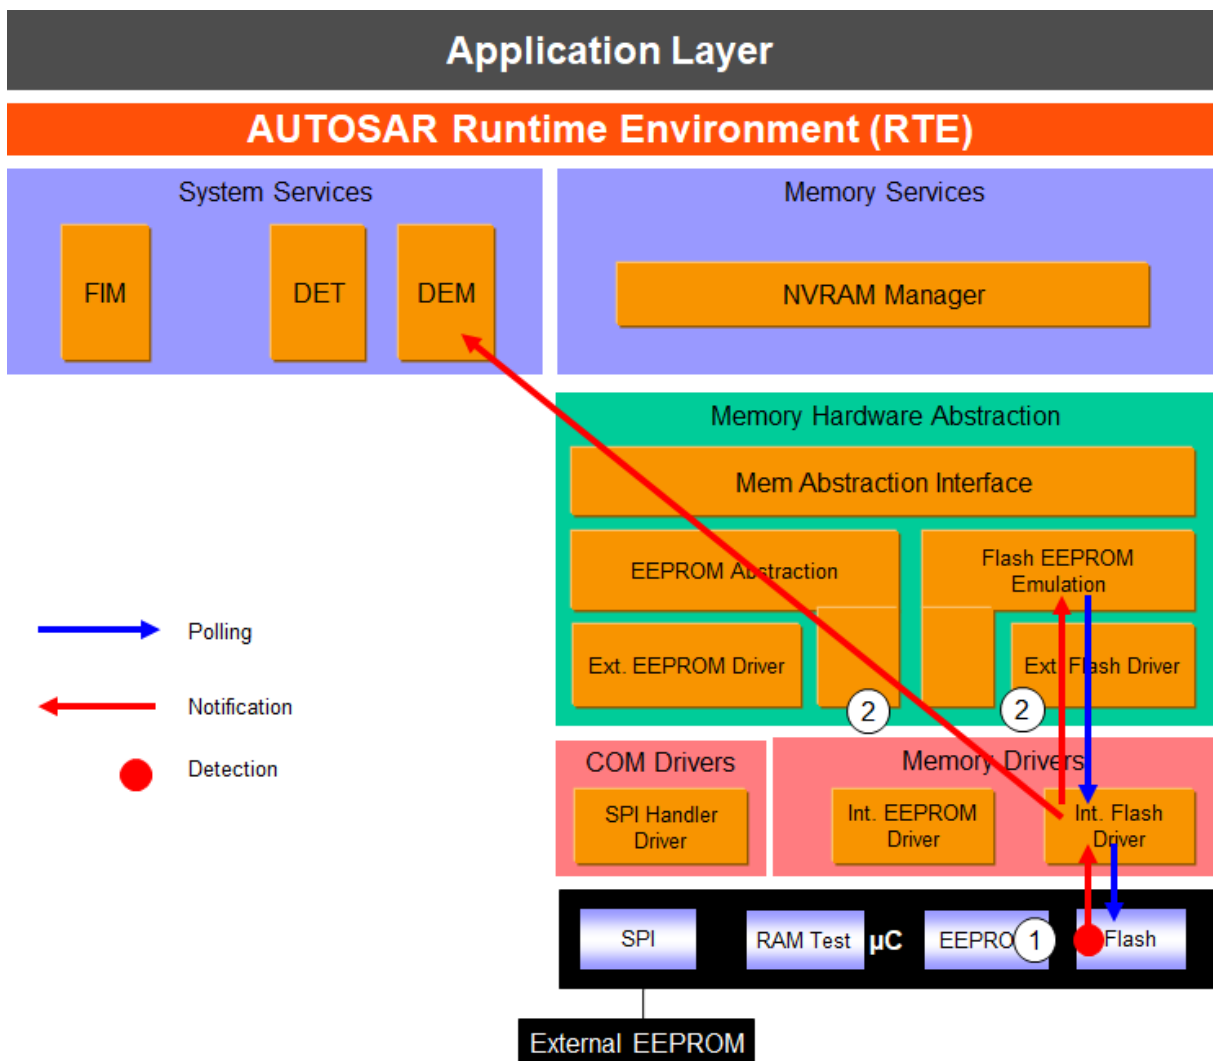 Application Layer
AUTOSAR Runtime Environment (RTE)
System Services
FIM
DET
DEM
Memory Services
NVRAM Manager
Memory Hardware Abstraction
Mem Abstraction Interface
EEPROM Abstraction
Flash EEPROM
Emulation
Ext. EEPROM Driver
Ext. Flash Driver
2
2
Polling
Notification
Detection
COM Drivers
SPI Handler
Driver
Memory Drivers
Int. EEPROM
Driver
Int. Flash
Driver
SPI
RAM Test
µC
EEPRO
1
Flash
External EEPROM